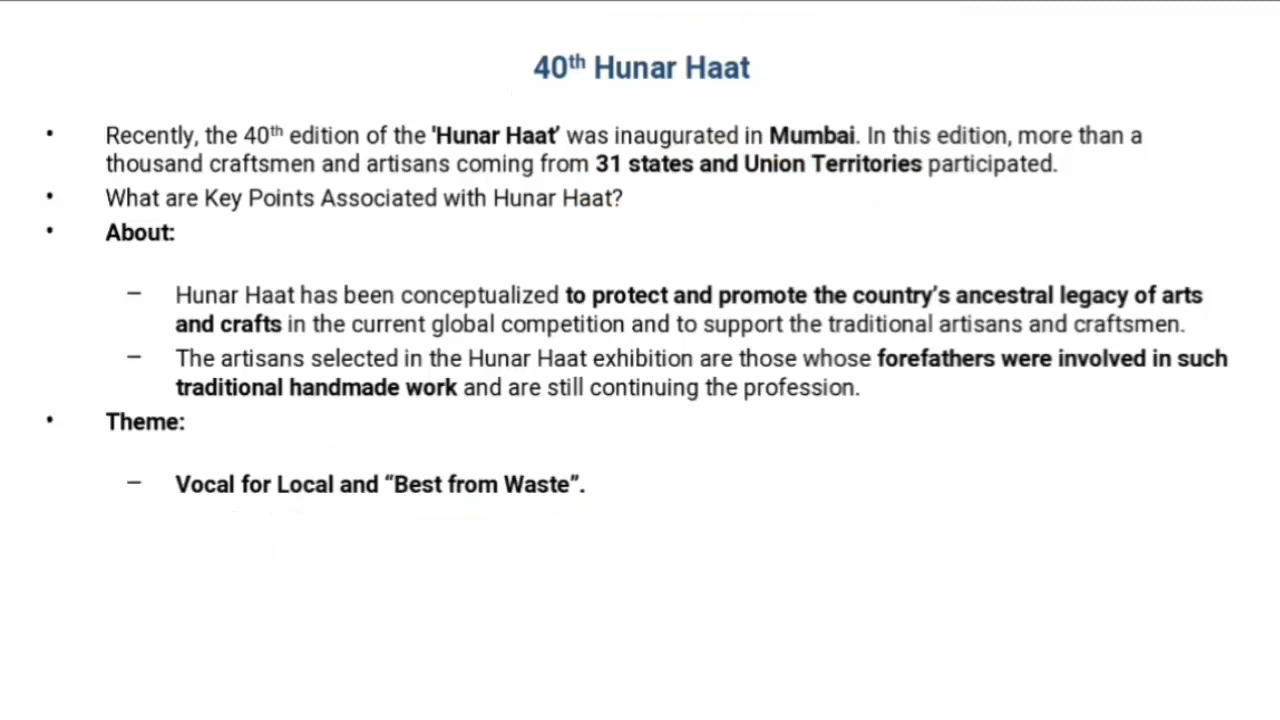 40th Hunar Haat
• Recently, the 40th edition of the 'Hunar Haat' was inaugurated in Mumbai. In this edition, more than a
thousand craftsmen and artisans coming from 31 states and Union Territories participated.
• What are Key Points Associated with Hunar Haat?
• About:
– Hunar Haat has been conceptualized to protect and promote the country's ancestral legacy of arts
and crafts in the current global competition and to support the traditional artisans and craftsmen.
– The artisans selected in the Hunar Haat exhibition are those whose forefathers were involved in such
traditional handmade work and are still continuing the profession.
• Theme:
– Vocal for Local and “Best from Waste”.